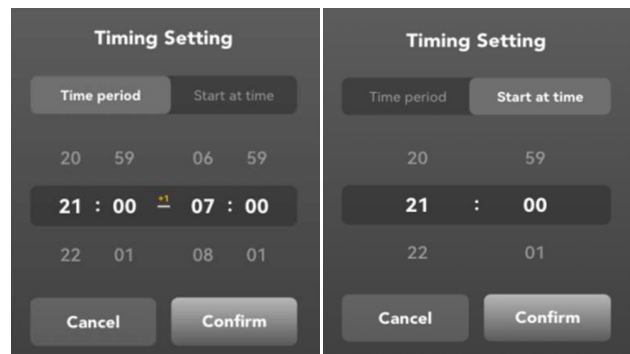 Timing Setting
Time period Start at time
20 59 06 59
21 : 00 +1 — 07 : 00
22 01 08 01
Cancel Confirm
Timing Setting
Time period Start at time
20 59
21 : 00
22 01
Cancel Confirm